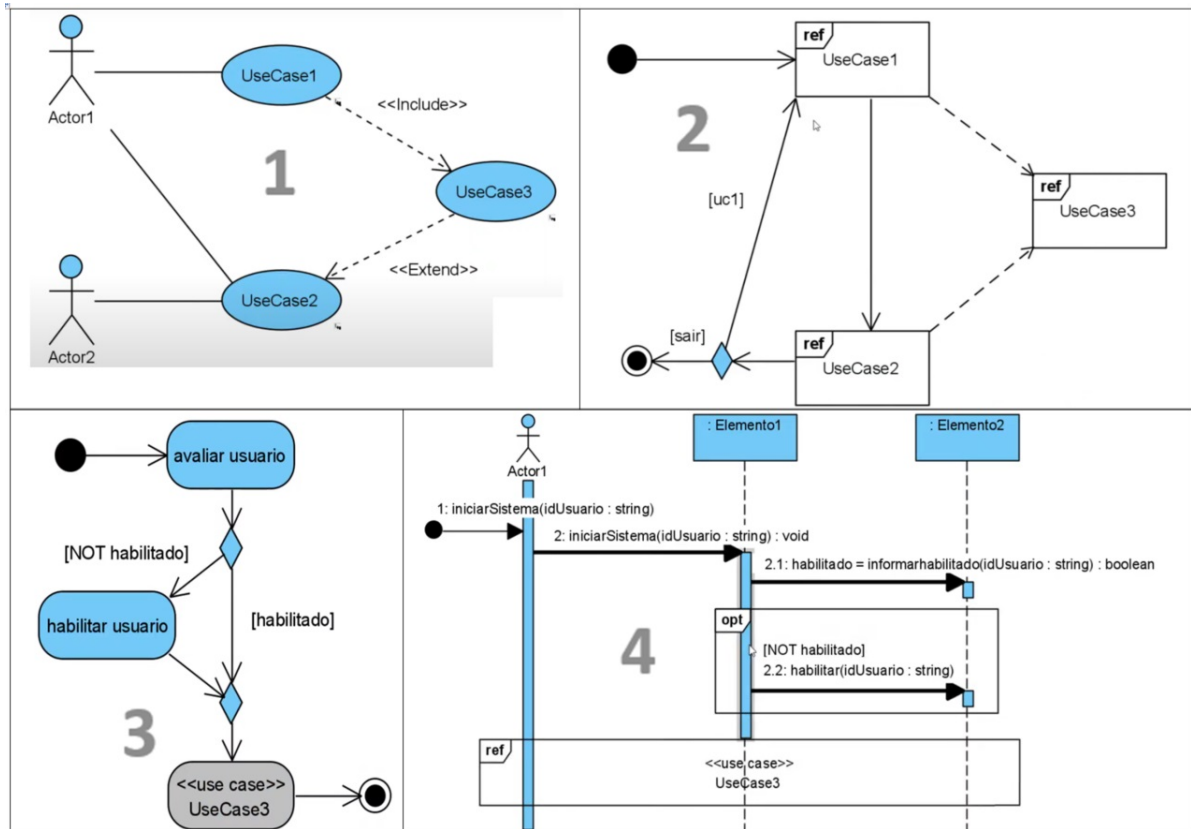 Actor1
UseCase1
<<Include>>
1
UseCase3
<<Extend>>
UseCase2
Actor2
ref
UseCase1
2
[uc1]
ref
UseCase3
[sair]
ref
UseCase2
avaliar usuario
[NOT habilitado]
habilitar usuario
[habilitado]
3
<<use case>>
UseCase3
Actor1
: Elemento1
: Elemento2
1: iniciarSistema(idUsuario : string)
2: iniciarSistema(idUsuario : string) : void
2.1: habilitado = informarhabilitado(idUsuario : string) : boolean
opt
4
[NOT habilitado]
2.2: habilitar(idUsuario : string)
ref
<<use case>>
UseCase3